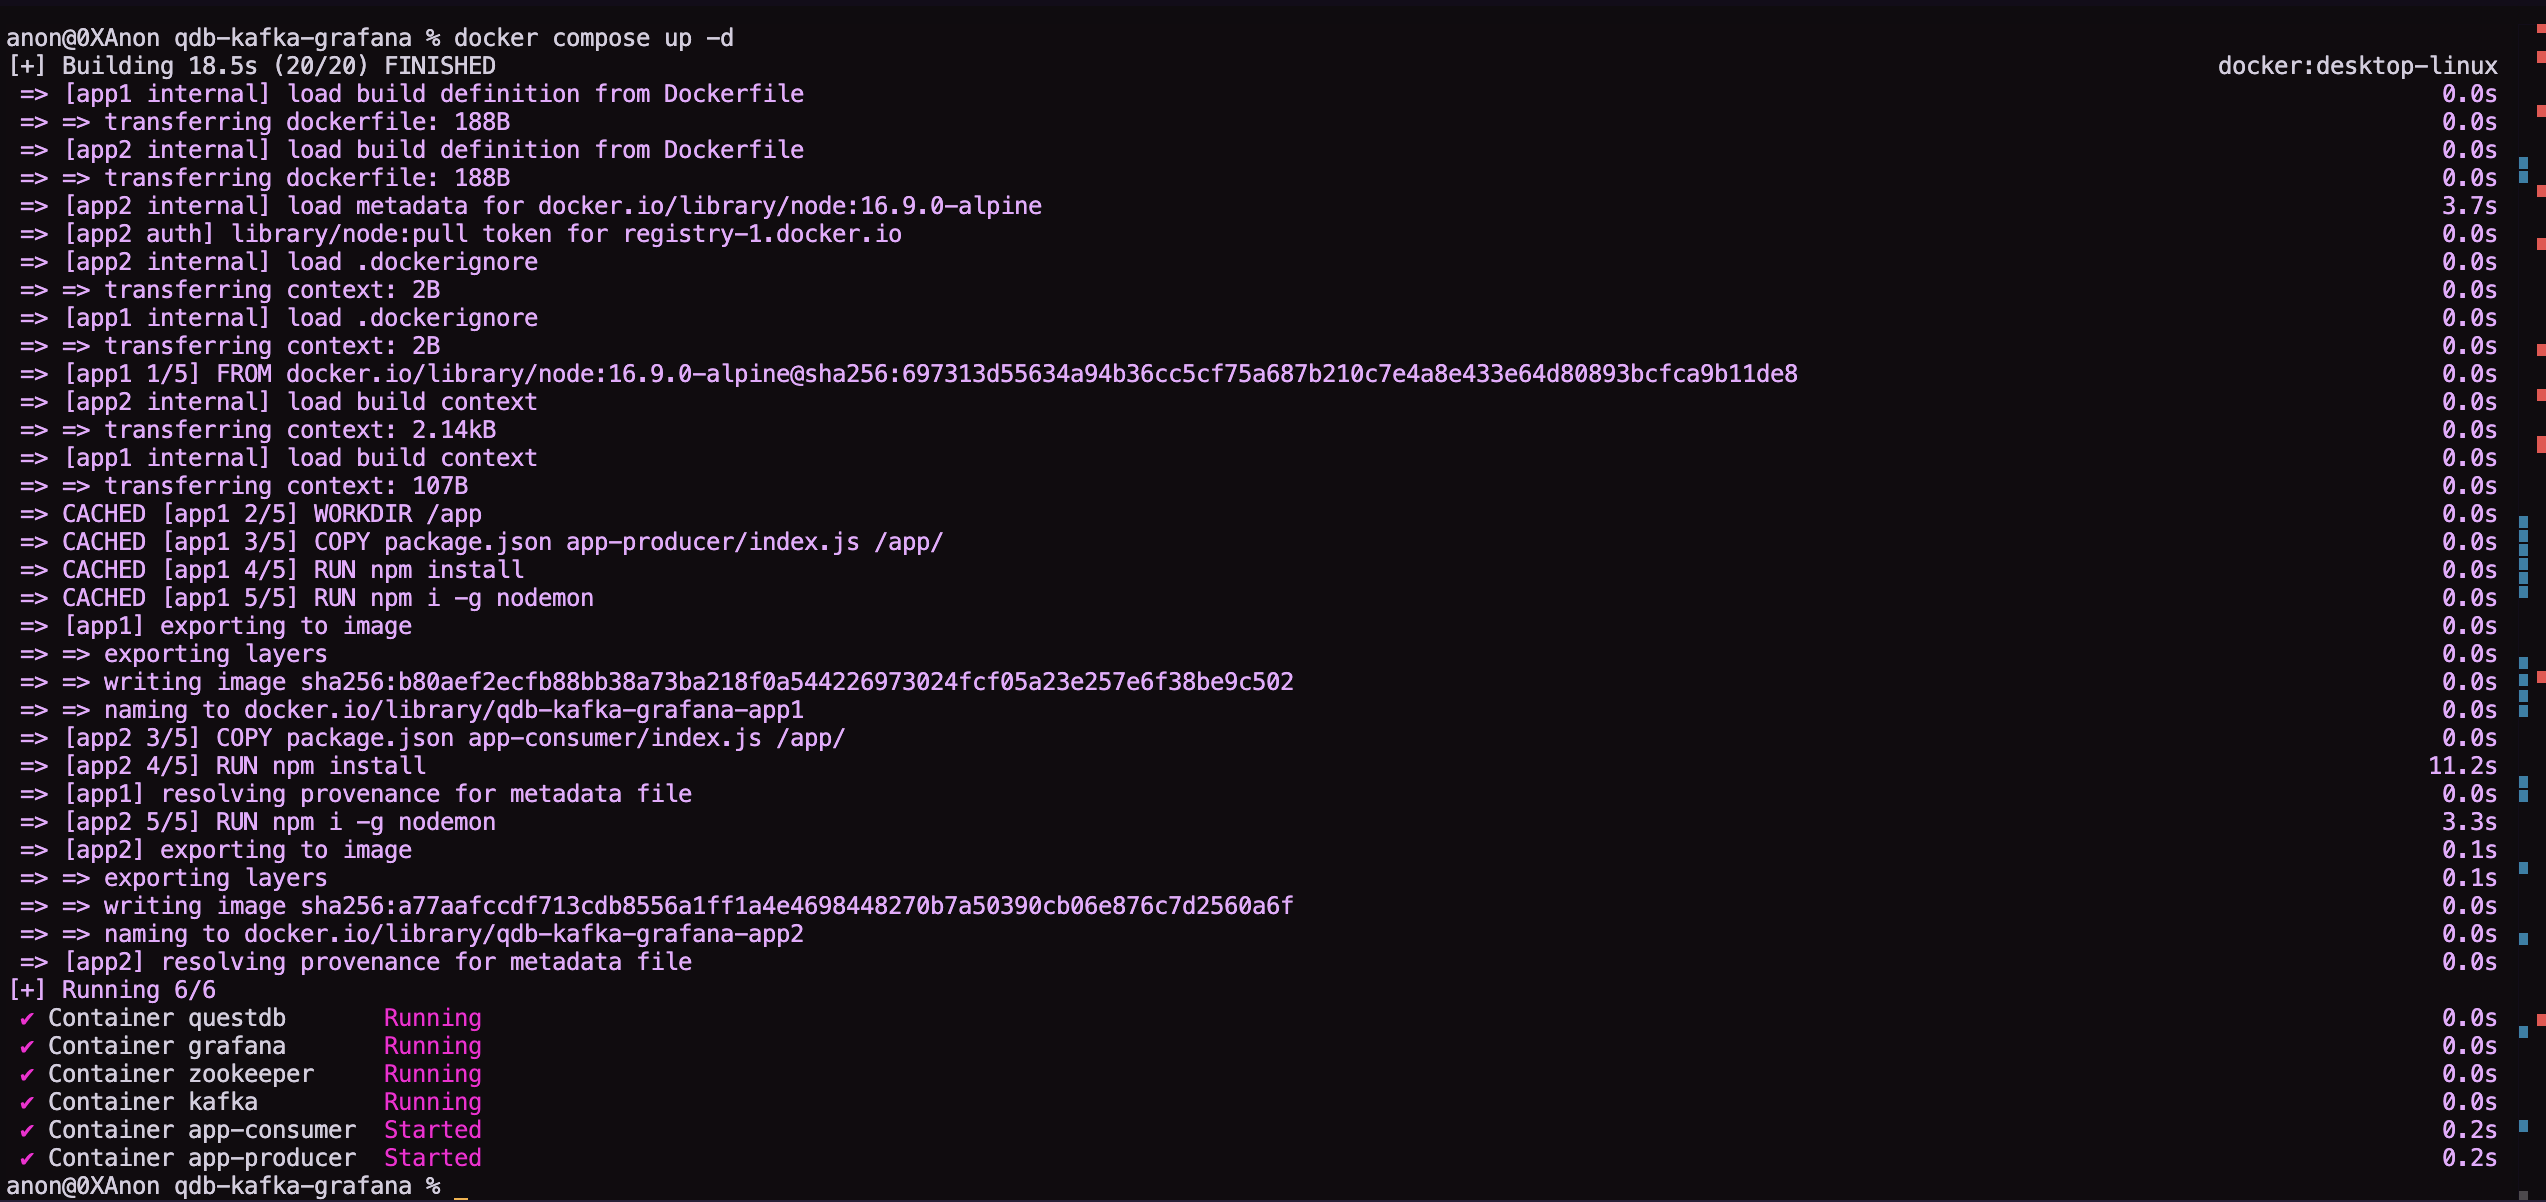 anon@0XAnon qdb-kafka-grafana % docker compose up -d
[+] Building 18.5s (20/20) FINISHED docker:desktop-linux
=> [app1 internal] load build definition from Dockerfile 0.0s
=> => transferring dockerfile: 188B 0.0s
=> [app2 internal] load build definition from Dockerfile 0.0s
=> => transferring dockerfile: 188B 0.0s
=> [app2 internal] load metadata for docker.io/library/node:16.9.0-alpine 3.7s
=> [app2 auth] library/node:pull token for registry-1.docker.io 0.0s
=> [app2 internal] load .dockerignore 0.0s
=> => transferring context: 2B 0.0s
=> [app1 internal] load .dockerignore 0.0s
=> => transferring context: 2B 0.0s
=> [app1 1/5] FROM docker.io/library/node:16.9.0-alpine@sha256:697313d55634a94b36cc5cf75a687b210c7e4a8e433e64d80893bcfca9b11de8 0.0s
=> [app2 internal] load build context 0.0s
=> => transferring context: 2.14kB 0.0s
=> [app1 internal] load build context 0.0s
=> => transferring context: 107B 0.0s
=> CACHED [app1 2/5] WORKDIR /app 0.0s
=> CACHED [app1 3/5] COPY package.json app-producer/index.js /app/ 0.0s
=> CACHED [app1 4/5] RUN npm install 0.0s
=> CACHED [app1 5/5] RUN npm i -g nodemon 0.0s
=> [app1] exporting to image 0.0s
=> => exporting layers 0.0s
=> => writing image sha256:b80aef2ecfb88bb38a73ba218f0a544226973024fcf05a23e257e6f38be9c502 0.0s
=> => naming to docker.io/library/qdb-kafka-grafana-app1 0.0s
=> [app2 3/5] COPY package.json app-consumer/index.js /app/ 0.0s
=> [app2 4/5] RUN npm install 11.2s
=> [app1] resolving provenance for metadata file 0.0s
=> [app2 5/5] RUN npm i -g nodemon 3.3s
=> [app2] exporting to image 0.1s
=> => exporting layers 0.1s
=> => writing image sha256:a77aafccdf713cdb8556a1ff1a4e4698448270b7a50390cb06e876c7d2560a6f 0.0s
=> => naming to docker.io/library/qdb-kafka-grafana-app2 0.0s
=> [app2] resolving provenance for metadata file 0.0s
[+] Running 6/6
✔ Container questdb Running 0.0s
✔ Container grafana Running 0.0s
✔ Container zookeeper Running 0.0s
✔ Container kafka Running 0.0s
✔ Container app-consumer Started 0.2s
✔ Container app-producer Started 0.2s
anon@0XAnon qdb-kafka-grafana %